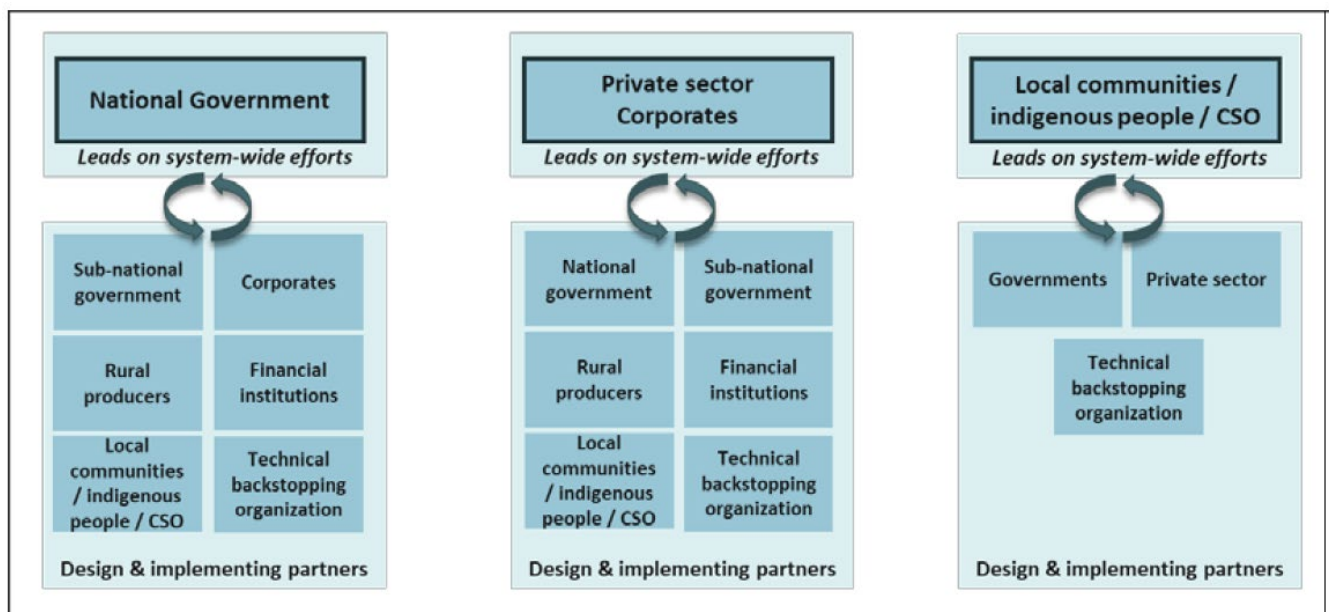 National Government
Leads on system-wide efforts
Sub-national
government
Corporates
Rural
producers
Financial
institutions
Local
communities
/ indigenous
people / CSO
Technical
backstopping
organization
Design & implementing partners
Private sector
Corporates
Leads on system-wide efforts
National
government
Sub-national
government
Rural
producers
Financial
institutions
Local
communities
/ indigenous
people / CSO
Technical
backstopping
organization
Design & implementing partners
Local communities /
indigenous people / CSO
Leads on system-wide efforts
Governments
Private sector
Technical
backstopping
organization
Design & implementing partners